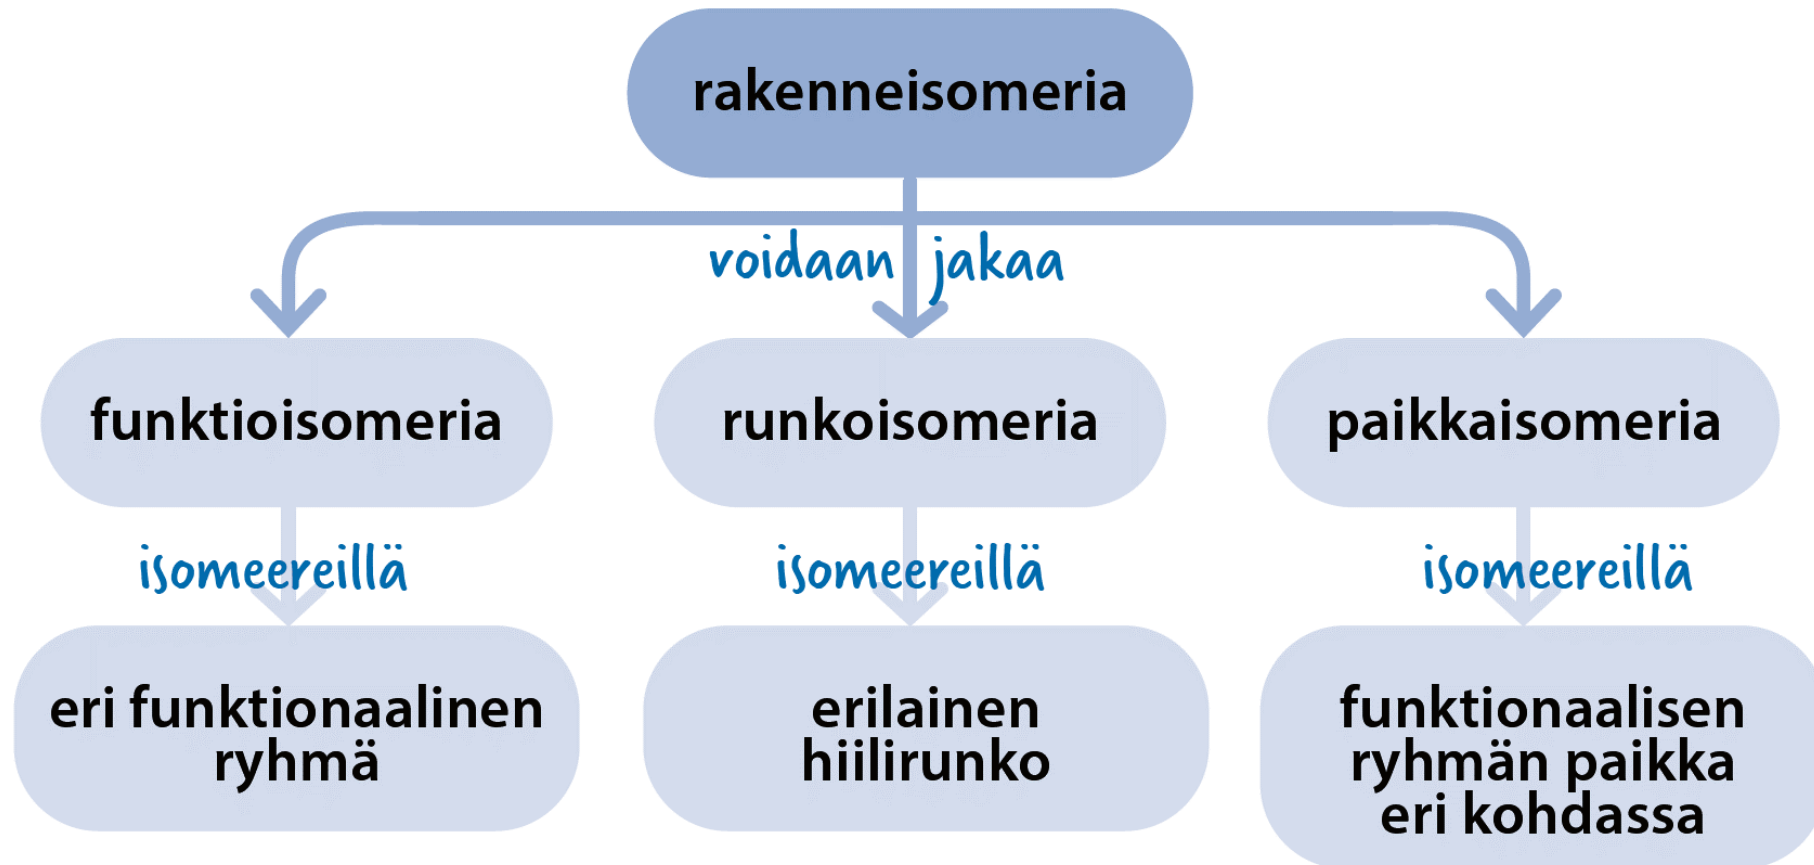 rakenneisomeria
voidaan jakaa
funktioisomeria
runkoisomeria
paikkaisomeria
isomeereillä
isomeereillä
isomeereillä
eri funktionaalinen
ryhmä
erilainen
hiilirunko
funktionaalisen
ryhmän paikka
eri kohdassa